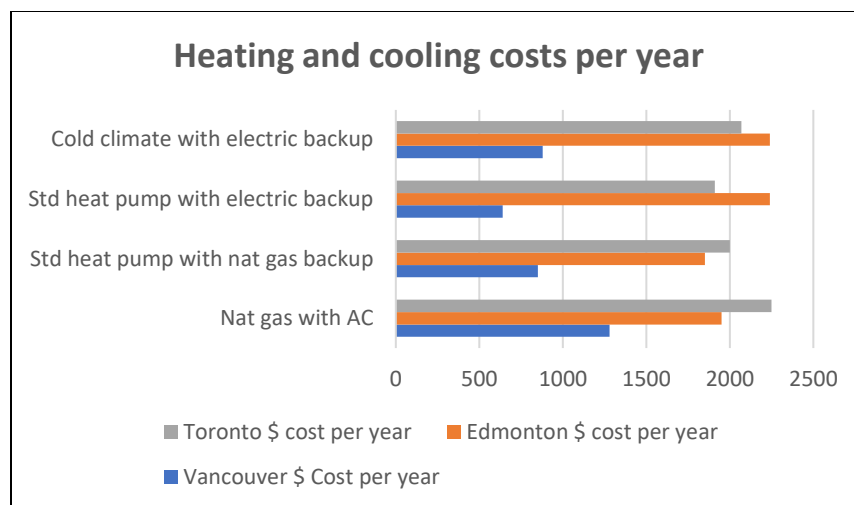 Heating and cooling costs per year
Cold climate with electric backup
Std heat pump with electric backup
Std heat pump with nat gas backup
Nat gas with AC
0 500 1000 1500 2000 2500
Toronto $ cost per year Edmonton $ cost per year
Vancouver $ Cost per year